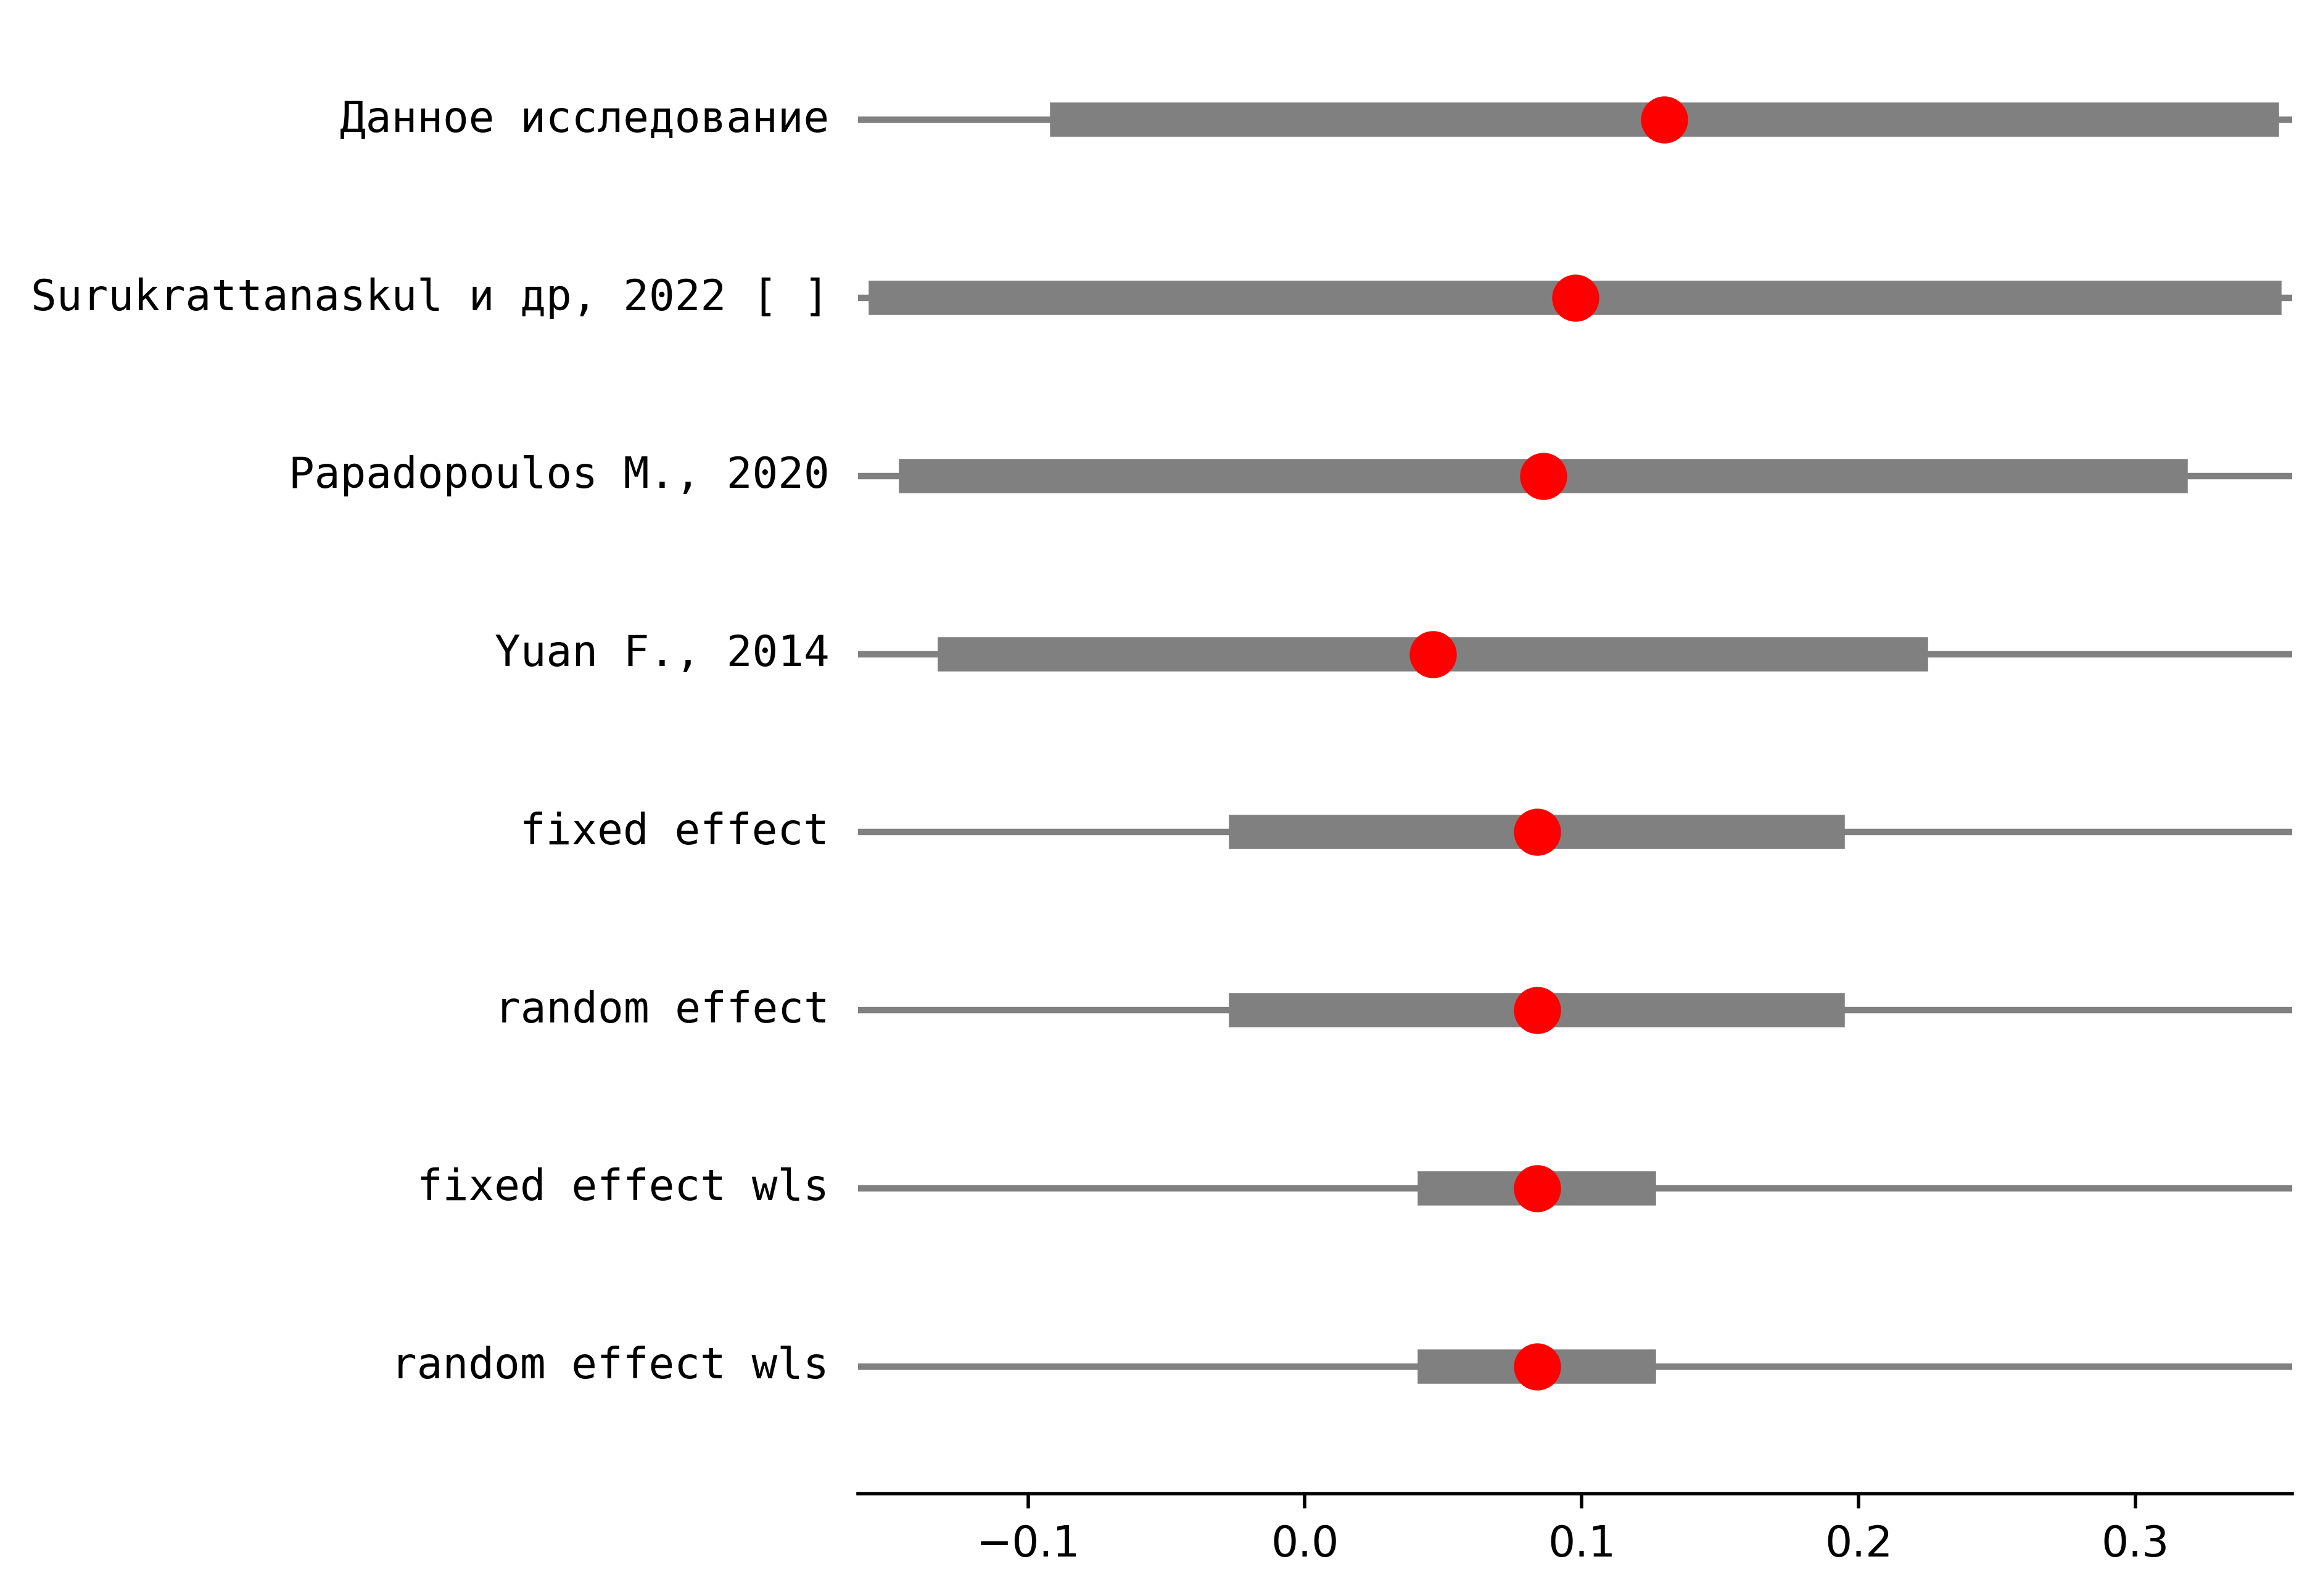 Данное исследование
Surukrattanaskul и др, 2022 [ ]
Papadopoulos M., 2020
Yuan F., 2014
fixed effect
random effect
fixed effect wls
random effect wls
−0.1 0.0 0.1 0.2 0.3